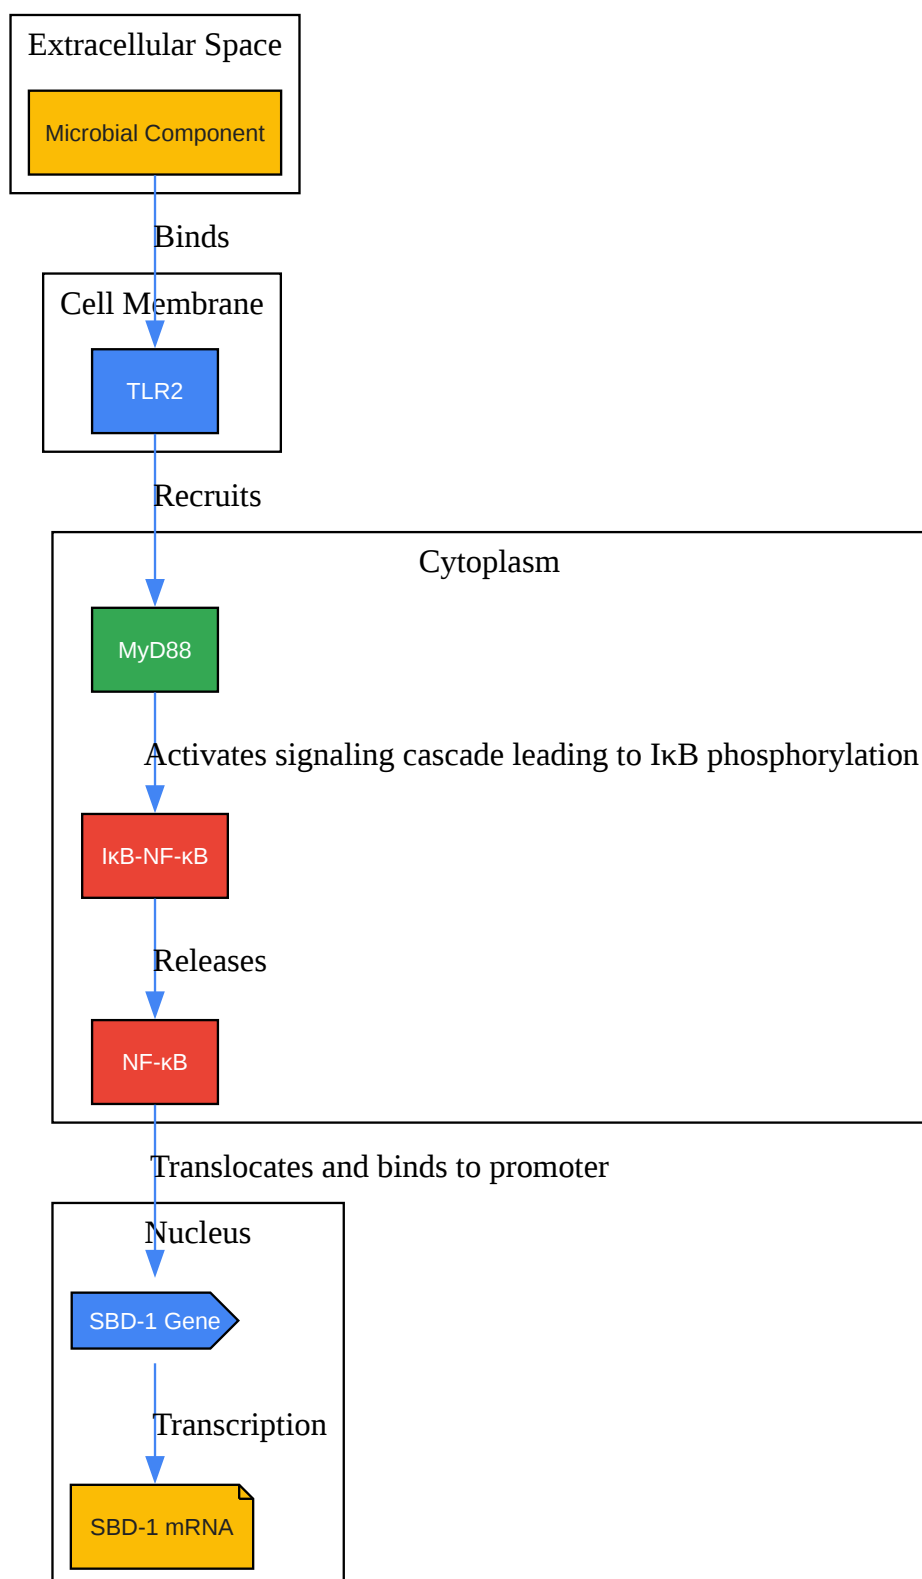 Extracellular Space
Microbial Component
Binds
Cell Membrane
TLR2
Recruits
Cytoplasm
MyD88
Activates signaling cascade leading to IκB phosphorylation
IκB-NF-κB
Releases
NF-κB
Translocates and binds to promoter
Nucleus
SBD-1 Gene
Transcription
SBD-1 mRNA